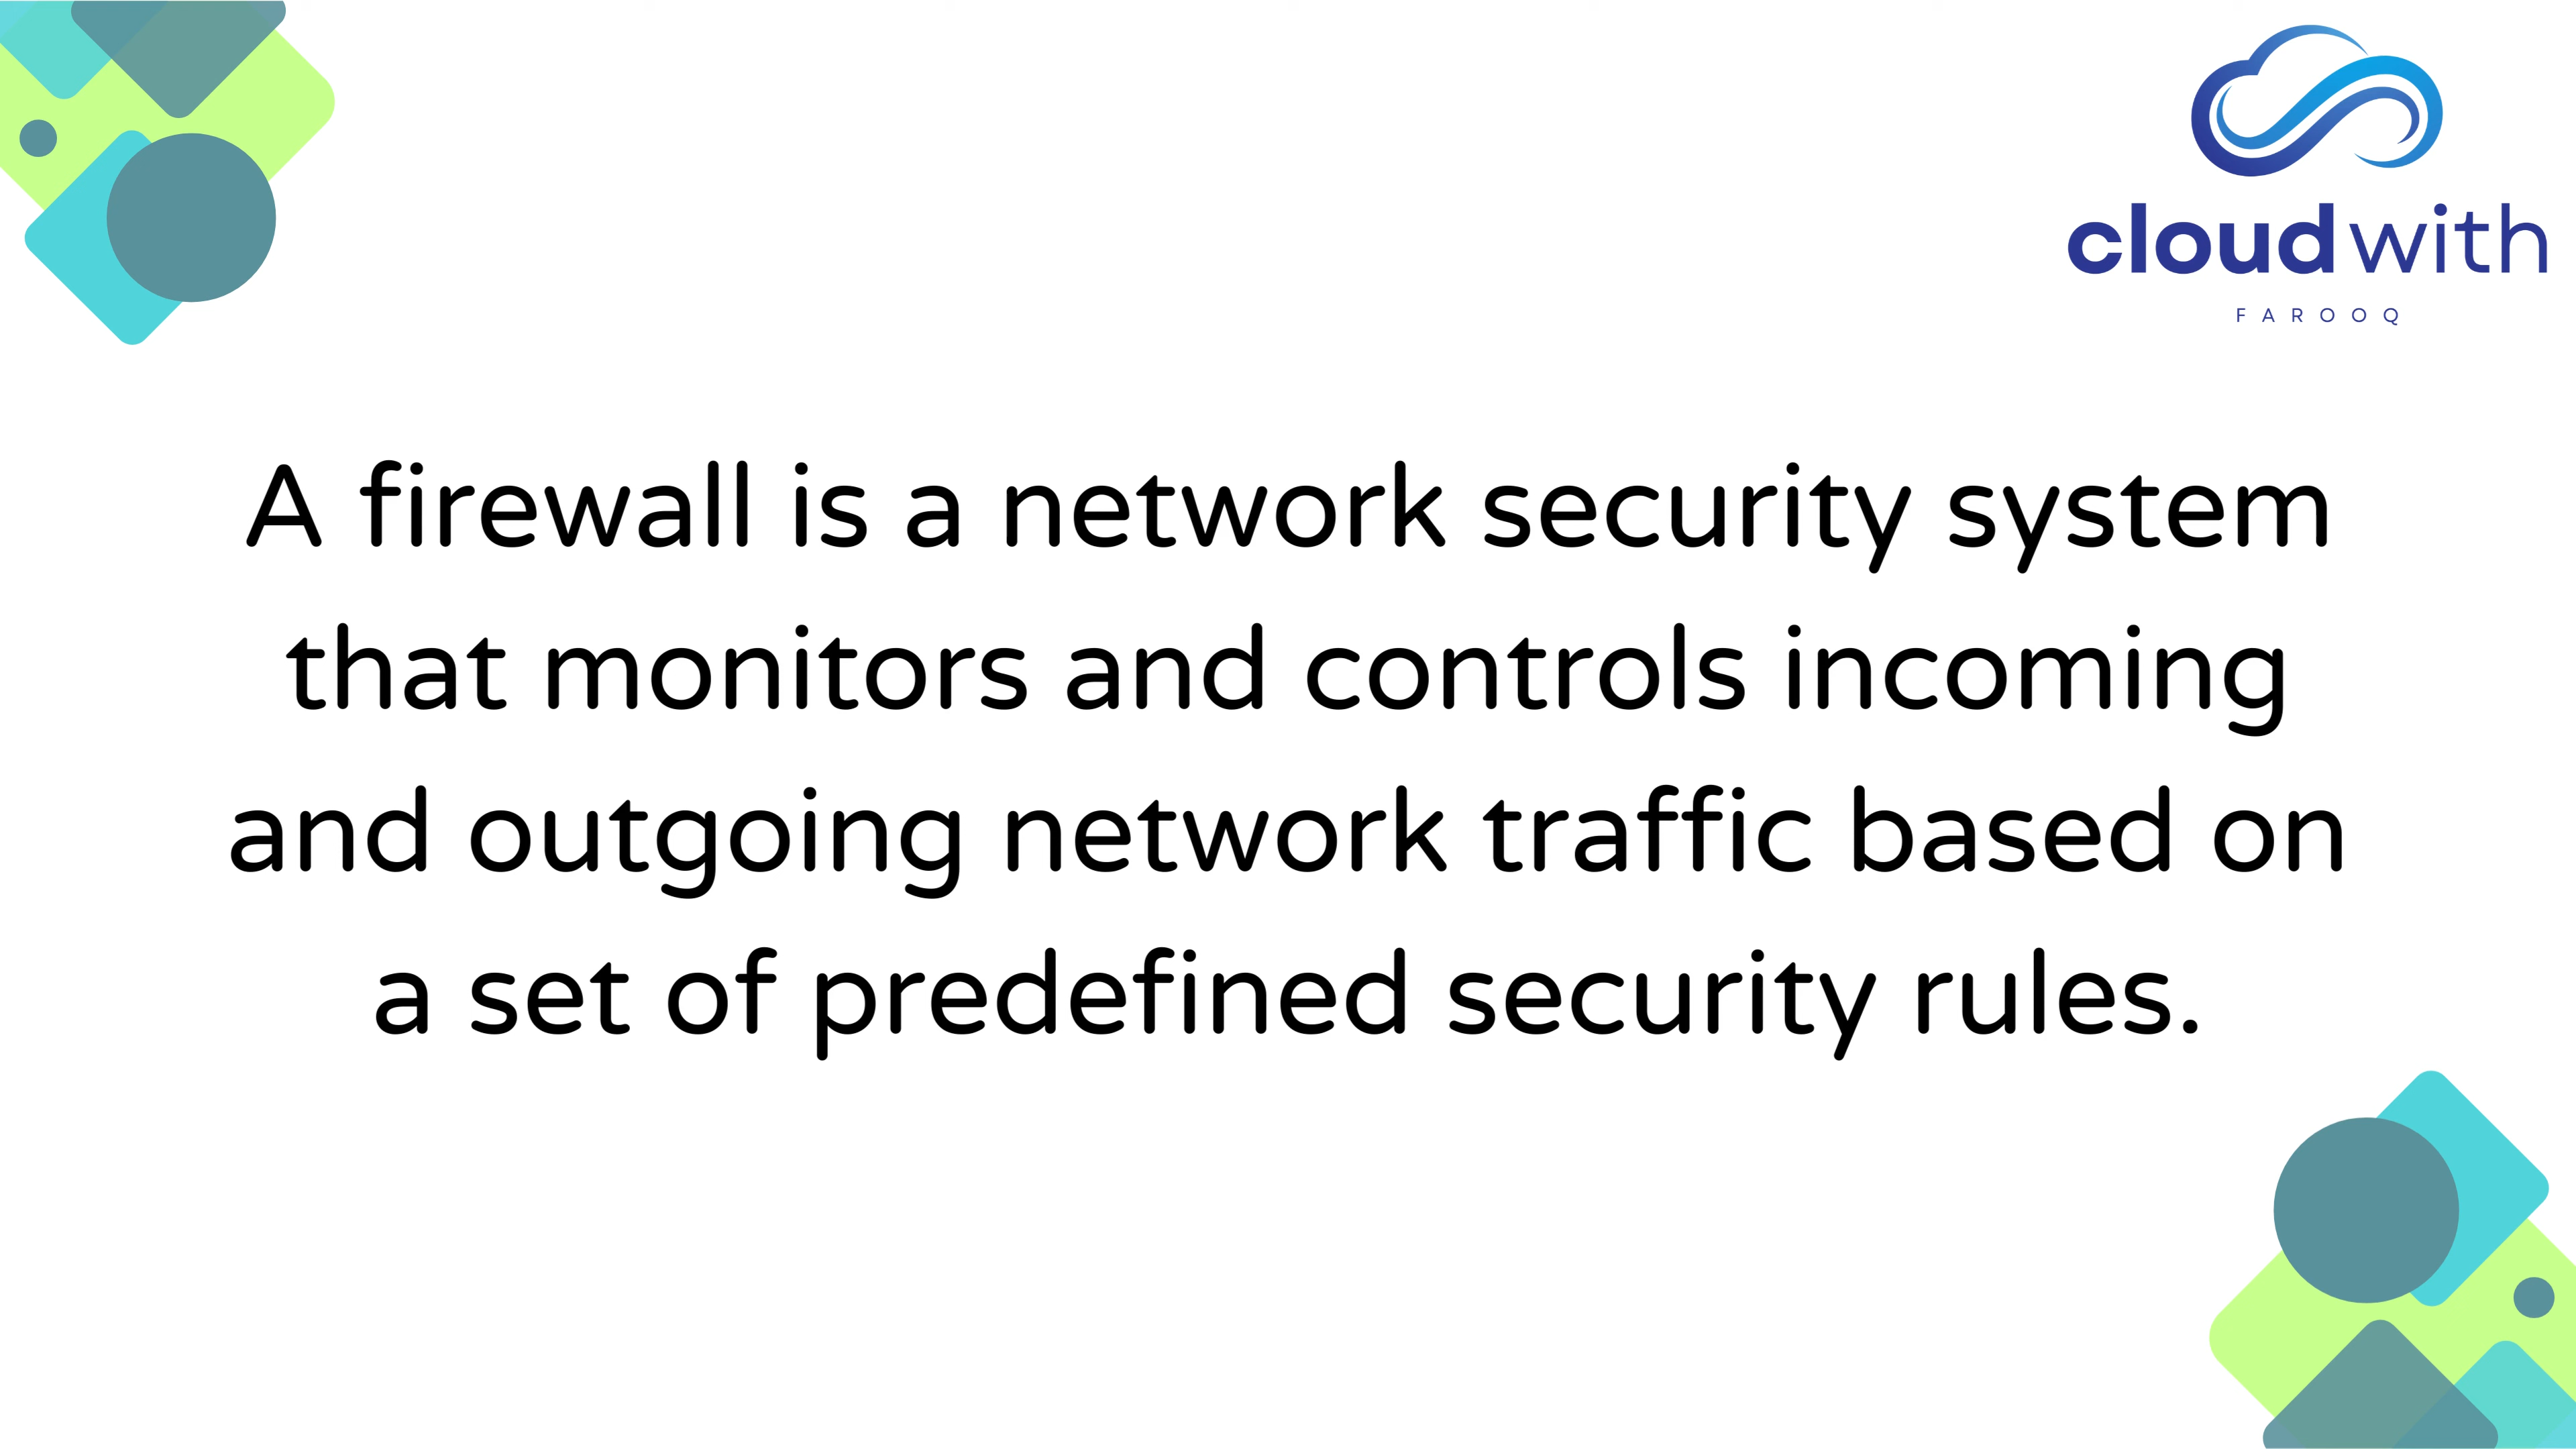 cloudwith
FAROOQ
A firewall is a network security system
that monitors and controls incoming
and outgoing network traffic based on
a set of predefined security rules.